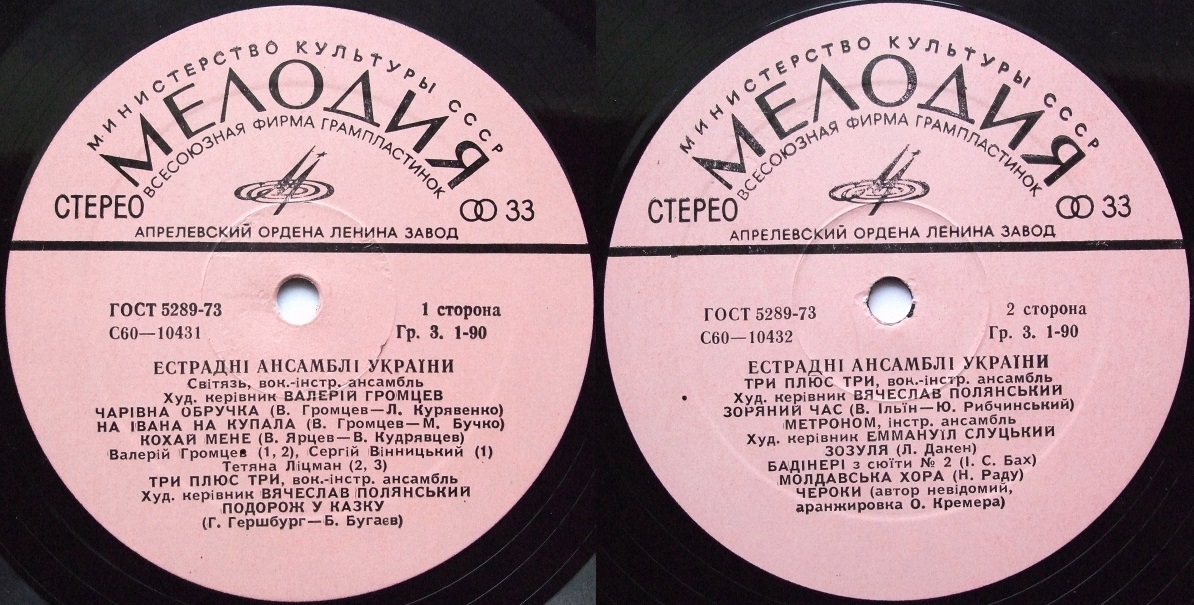 МИНИСТЕРСТВО КУЛЬТУРЫ СССР
МЕЛОДИЯ
ВСЕСОЮЗНАЯ ФИРМА ГРАМПЛАСТИНОК
СТЕРЕО
33
АПРЕЛЕВСКИЙ ОРДЕНА ЛЕНИНА ЗАВОД
ГОСТ 5289-73 1 сторона
С60—10431 Гр. 3. 1-90
ЕСТРАДНІ АНСАМБЛІ УКРАЇНИ
Світязь, вок.-інстр. ансамбль
Худ. керівник ВАЛЕРІЙ ГРОМЦЕВ
ЧАРІВНА ОБРУЧКА (В. Громцев—Л. Курявенко)
НА ІВАНА НА КУПАЛА (В. Громцев—М. Бучко)
КОХАЙ МЕНЕ (В. Ярцев—В. Кудрявцев)
Валерій Громцев (1, 2), Сергій Вінницький (1)
Тетяна Ліцман (2, 3)
ТРИ ПЛЮС ТРИ, вок.-інстр. ансамбль
Худ. керівник ВЯЧЕСЛАВ ПОЛЯНСЬКИЙ
ПОДОРОЖ У КАЗКУ
(Г. Гершбург—Б. Бугаєв)
МИНИСТЕРСТВО КУЛЬТУРЫ СССР
МЕЛОДИЯ
ВСЕСОЮЗНАЯ ФИРМА ГРАМПЛАСТИНОК
СТЕРЕО
33
АПРЕЛЕВСКИЙ ОРДЕНА ЛЕНИНА ЗАВОД
ГОСТ 5289-73 2 сторона
С60—10432 Гр. 3. 1-90
ЕСТРАДНІ АНСАМБЛІ УКРАЇНИ
ТРИ ПЛЮС ТРИ, вок.-інстр. ансамбль
Худ. керівник ВЯЧЕСЛАВ ПОЛЯНСЬКИЙ
ЗОРЯНИЙ ЧАС (В. Ільїн—Ю. Рибчинський)
МЕТРОНОМ, інстр. ансамбль
Худ. керівник ЕММАНУЇЛ СЛУЦЬКИЙ
ЗОЗУЛЯ (Л. Дакен)
БАДІНЕРІ з сюїти № 2 (І. С. Бах)
МОЛДАВСЬКА ХОРА (Н. Раду)
ЧЕРОКИ (автор невідомий,
аранжировка О. Кремера)